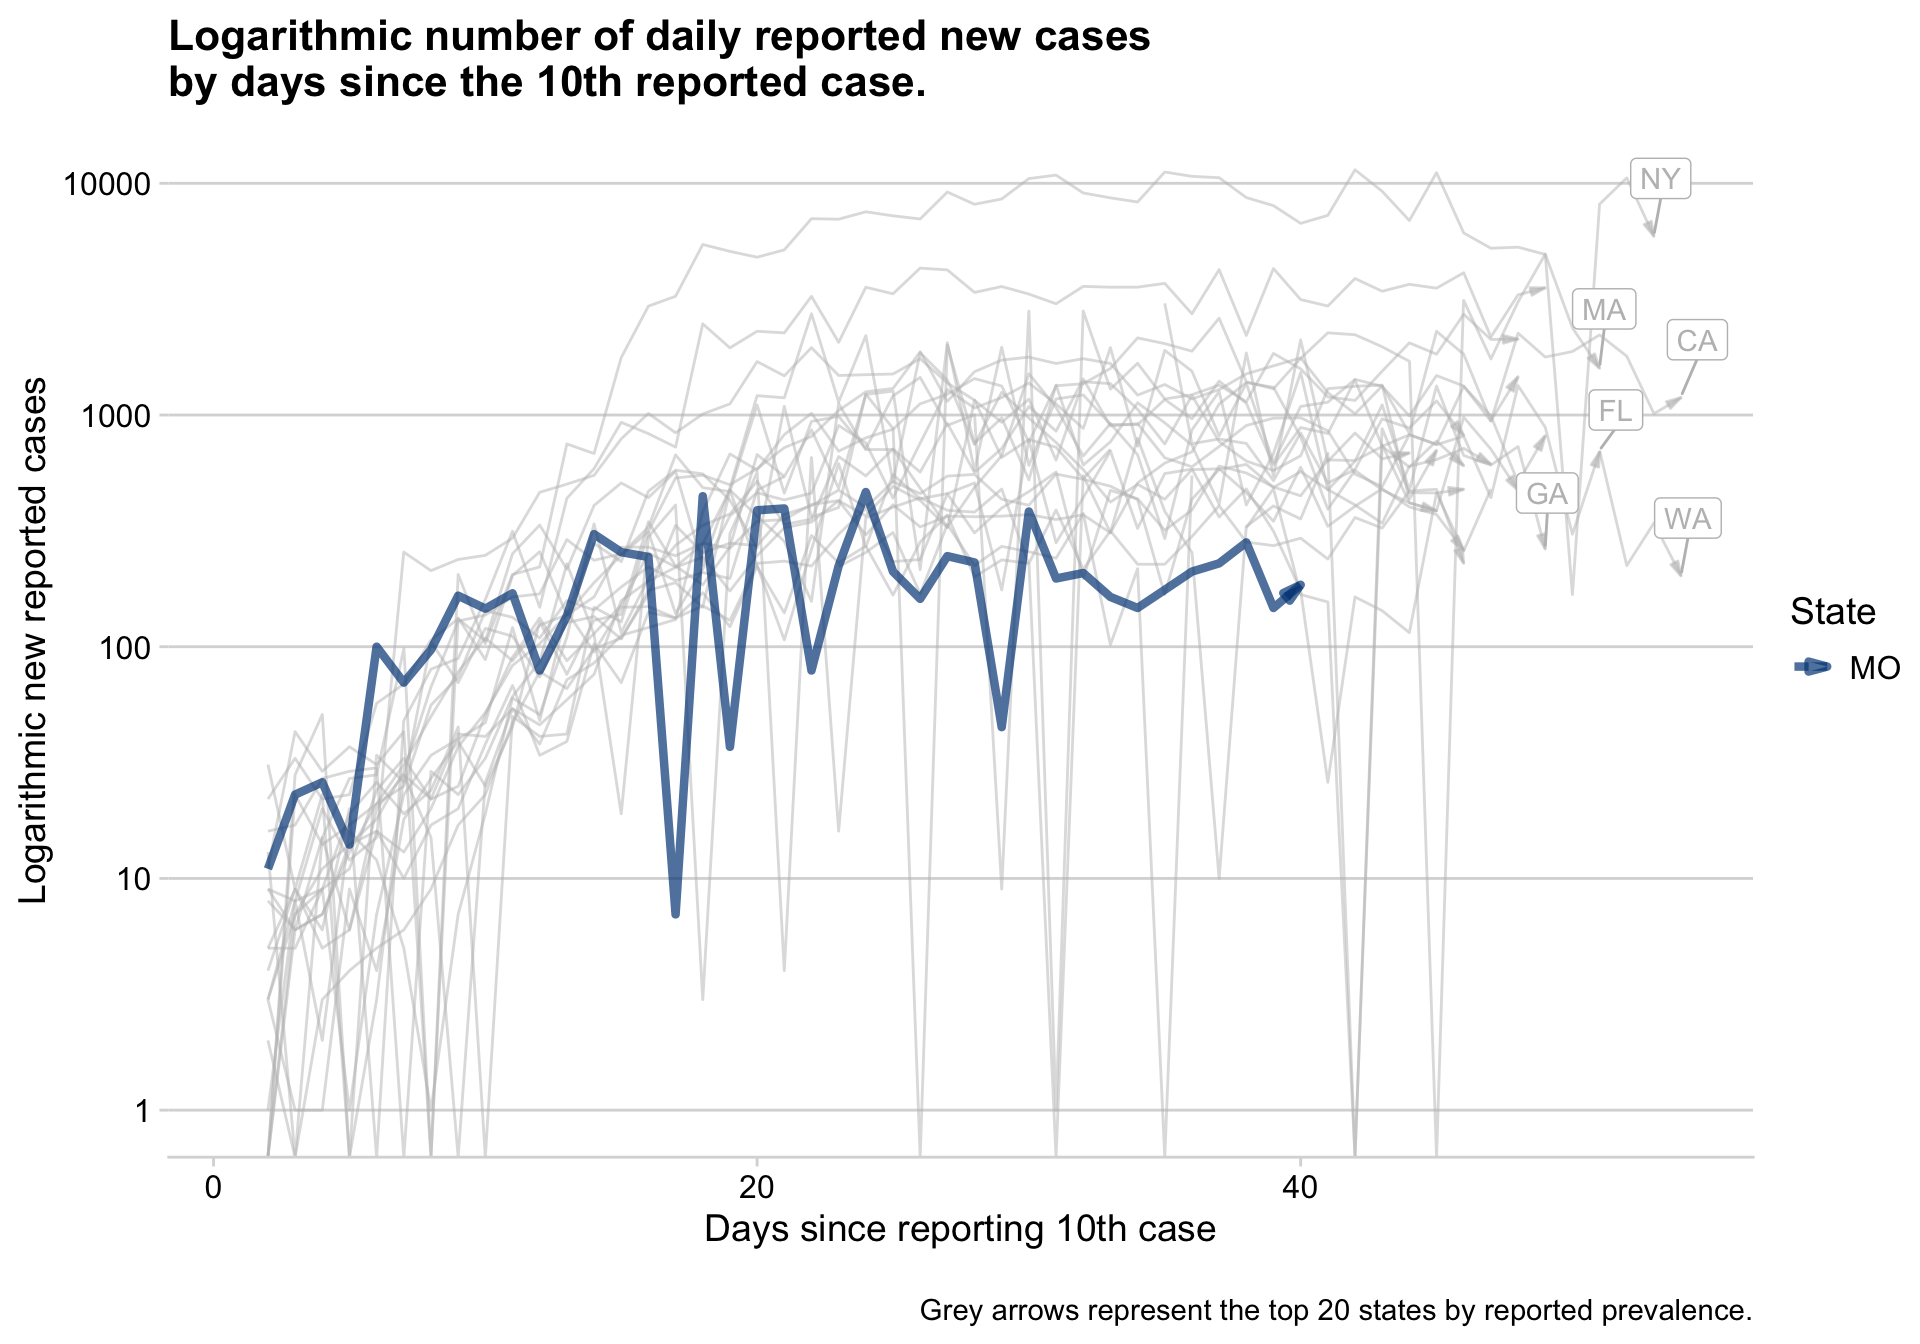 Logarithmic number of daily reported new cases
by days since the 10th reported case.
Logarithmic new reported cases
10000
1000
100
10
1
NY
MA
CA
FL
GA
WA
State
MO
0
20
40
Days since reporting 10th case
Grey arrows represent the top 20 states by reported prevalence.